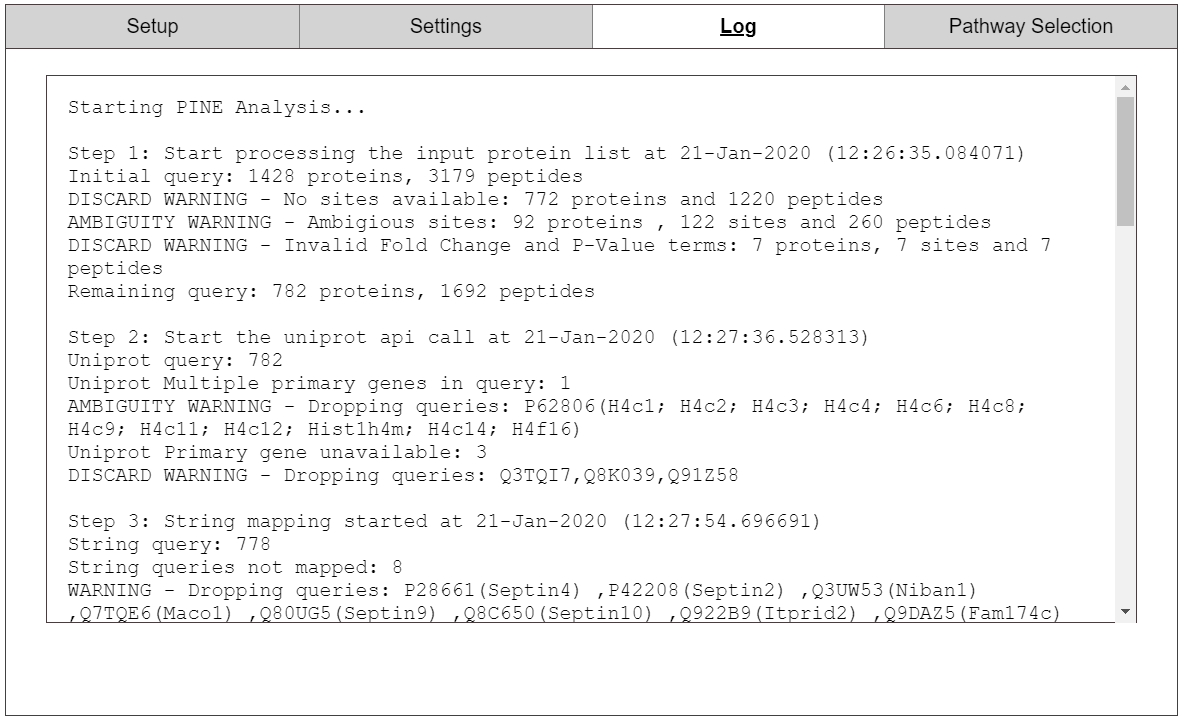 Setup Settings Log Pathway Selection
Starting PINE Analysis...
Step 1: Start processing the input protein list at 21-Jan-2020 (12:26:35.084071)
Initial query: 1428 proteins, 3179 peptides
DISCARD WARNING - No sites available: 772 proteins and 1220 peptides
AMBIGUITY WARNING - Ambigious sites: 92 proteins , 122 sites and 260 peptides
DISCARD WARNING - Invalid Fold Change and P-Value terms: 7 proteins, 7 sites and 7
peptides
Remaining query: 782 proteins, 1692 peptides
Step 2: Start the uniprot api call at 21-Jan-2020 (12:27:36.528313)
Uniprot query: 782
Uniprot Multiple primary genes in query: 1
AMBIGUITY WARNING - Dropping queries: P62806(H4c1; H4c2; H4c3; H4c4; H4c6; H4c8;
H4c9; H4c11; H4c12; Hist1h4m; H4c14; H4f16)
Uniprot Primary gene unavailable: 3
DISCARD WARNING - Dropping queries: Q3TQI7,Q8K039,Q91Z58
Step 3: String mapping started at 21-Jan-2020 (12:27:54.696691)
String query: 778
String queries not mapped: 8
WARNING - Dropping queries: P28661(Septin4) ,P42208(Septin2) ,Q3UW53(Niban1)
,Q7TQE6(Maco1) ,Q80UG5(Septin9) ,Q8C650(Septin10) ,Q922B9(Itprid2) ,Q9DAZ5(Fam174c)